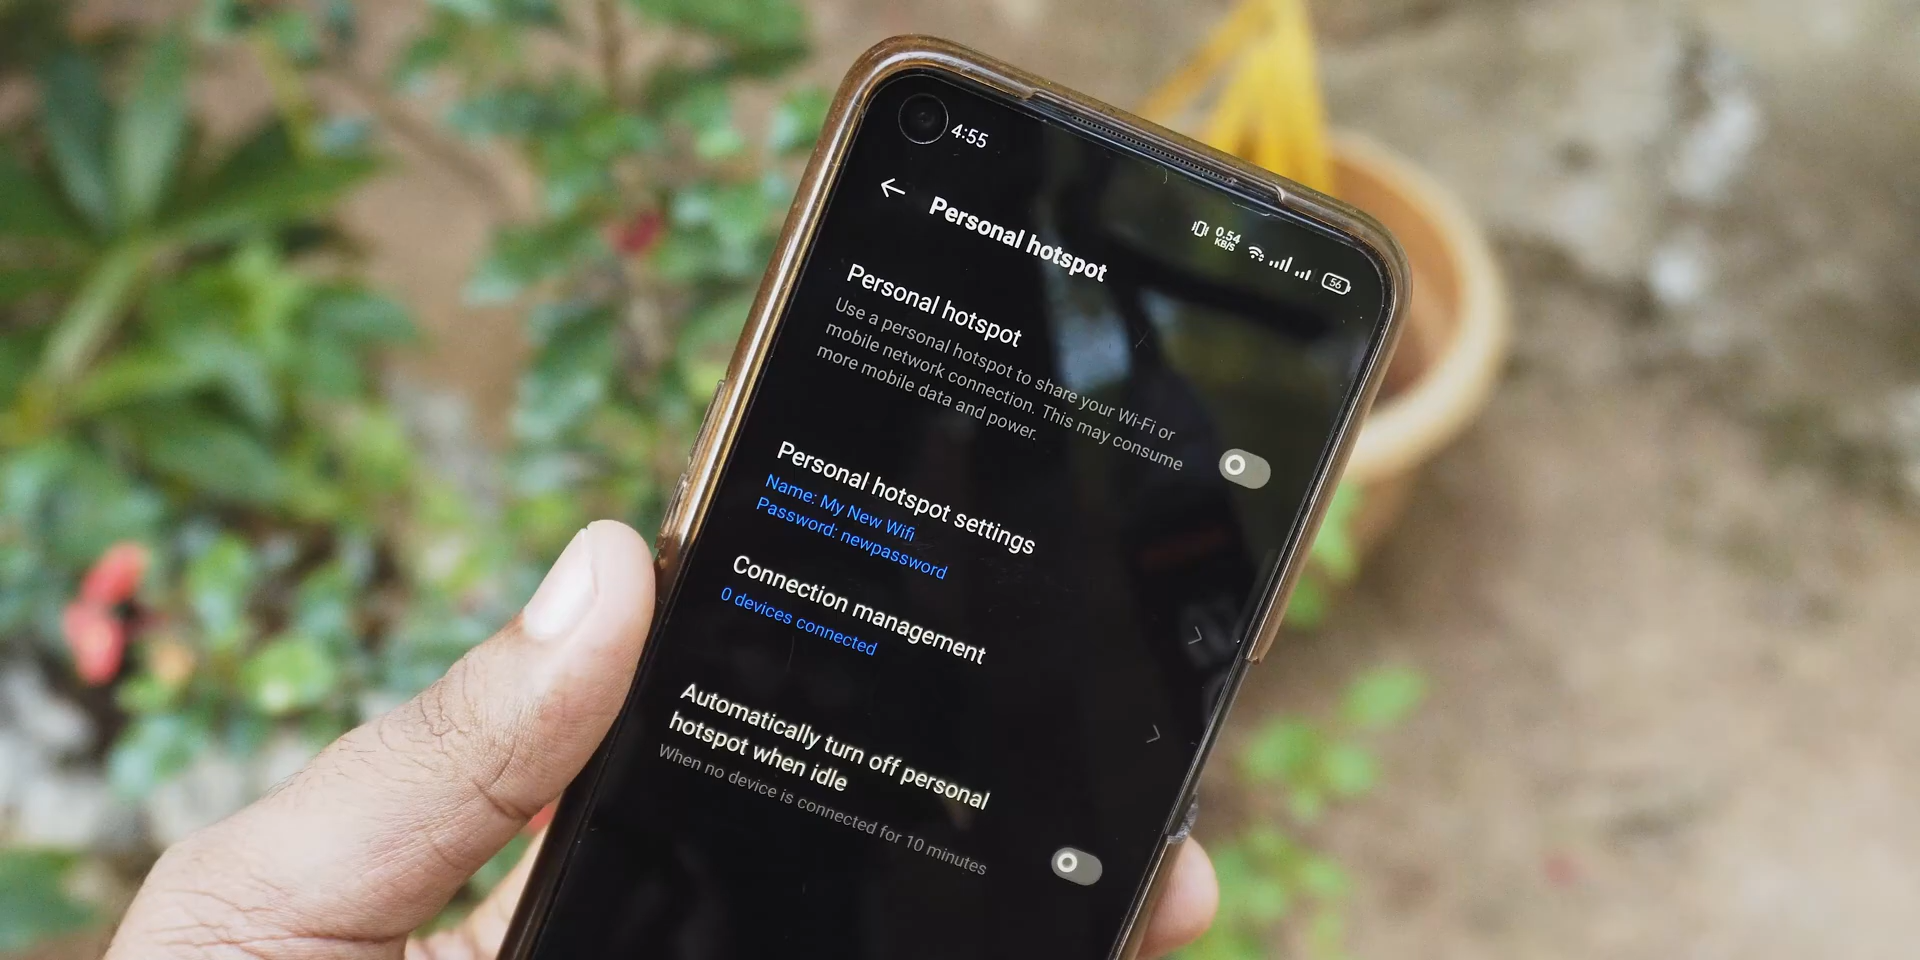 4:55
0.54
KB/S
56
Personal hotspot
Personal hotspot
Use a personal hotspot to share your Wi-Fi or
mobile network connection. This may consume
more mobile data and power.
Personal hotspot settings
Name: My New Wifi
Password: newpassword
Connection management
0 devices connected
Automatically turn off personal
hotspot when idle
When no device is connected for 10 minutes